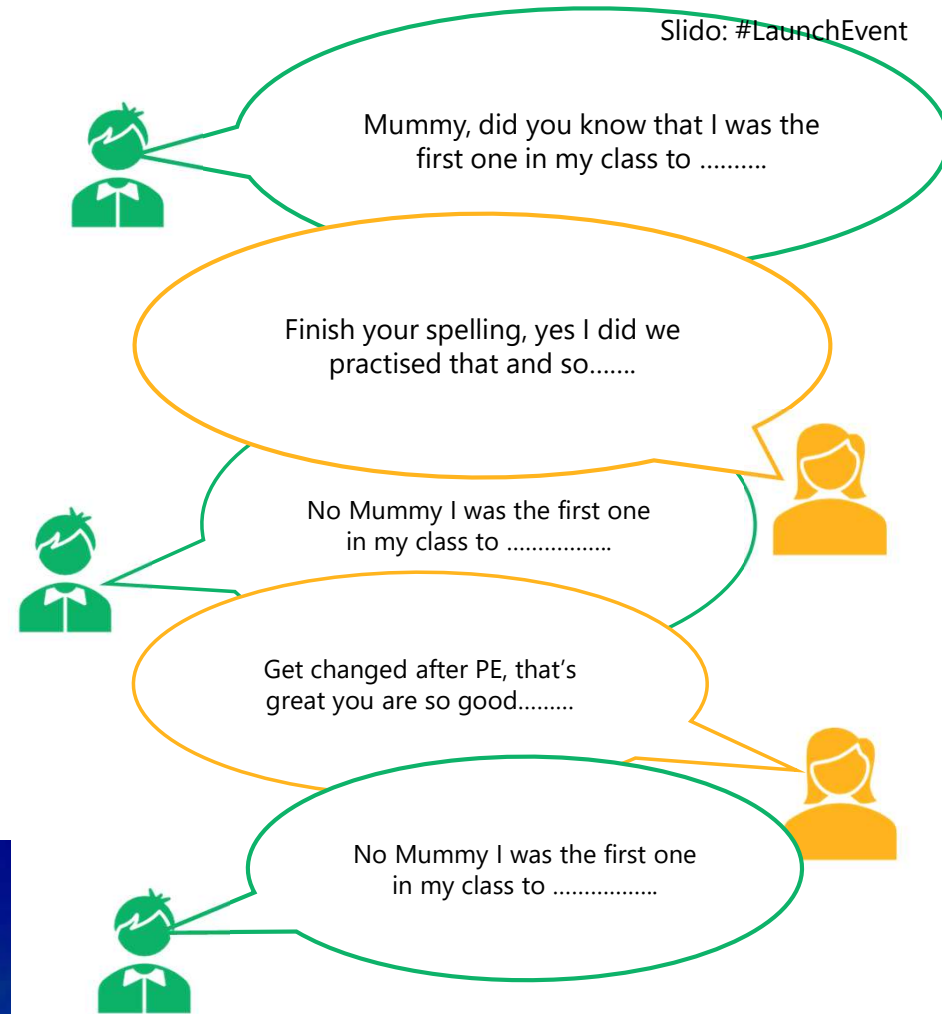 Slido: #LaunchEvent
Mummy, did you know that I was the
first one in my class to ..........
Finish your spelling, yes I did we
practised that and so.......
No Mummy I was the first one
in my class to .................
Get changed after PE, that’s
great you are so good.........
No Mummy I was the first one
in my class to .................